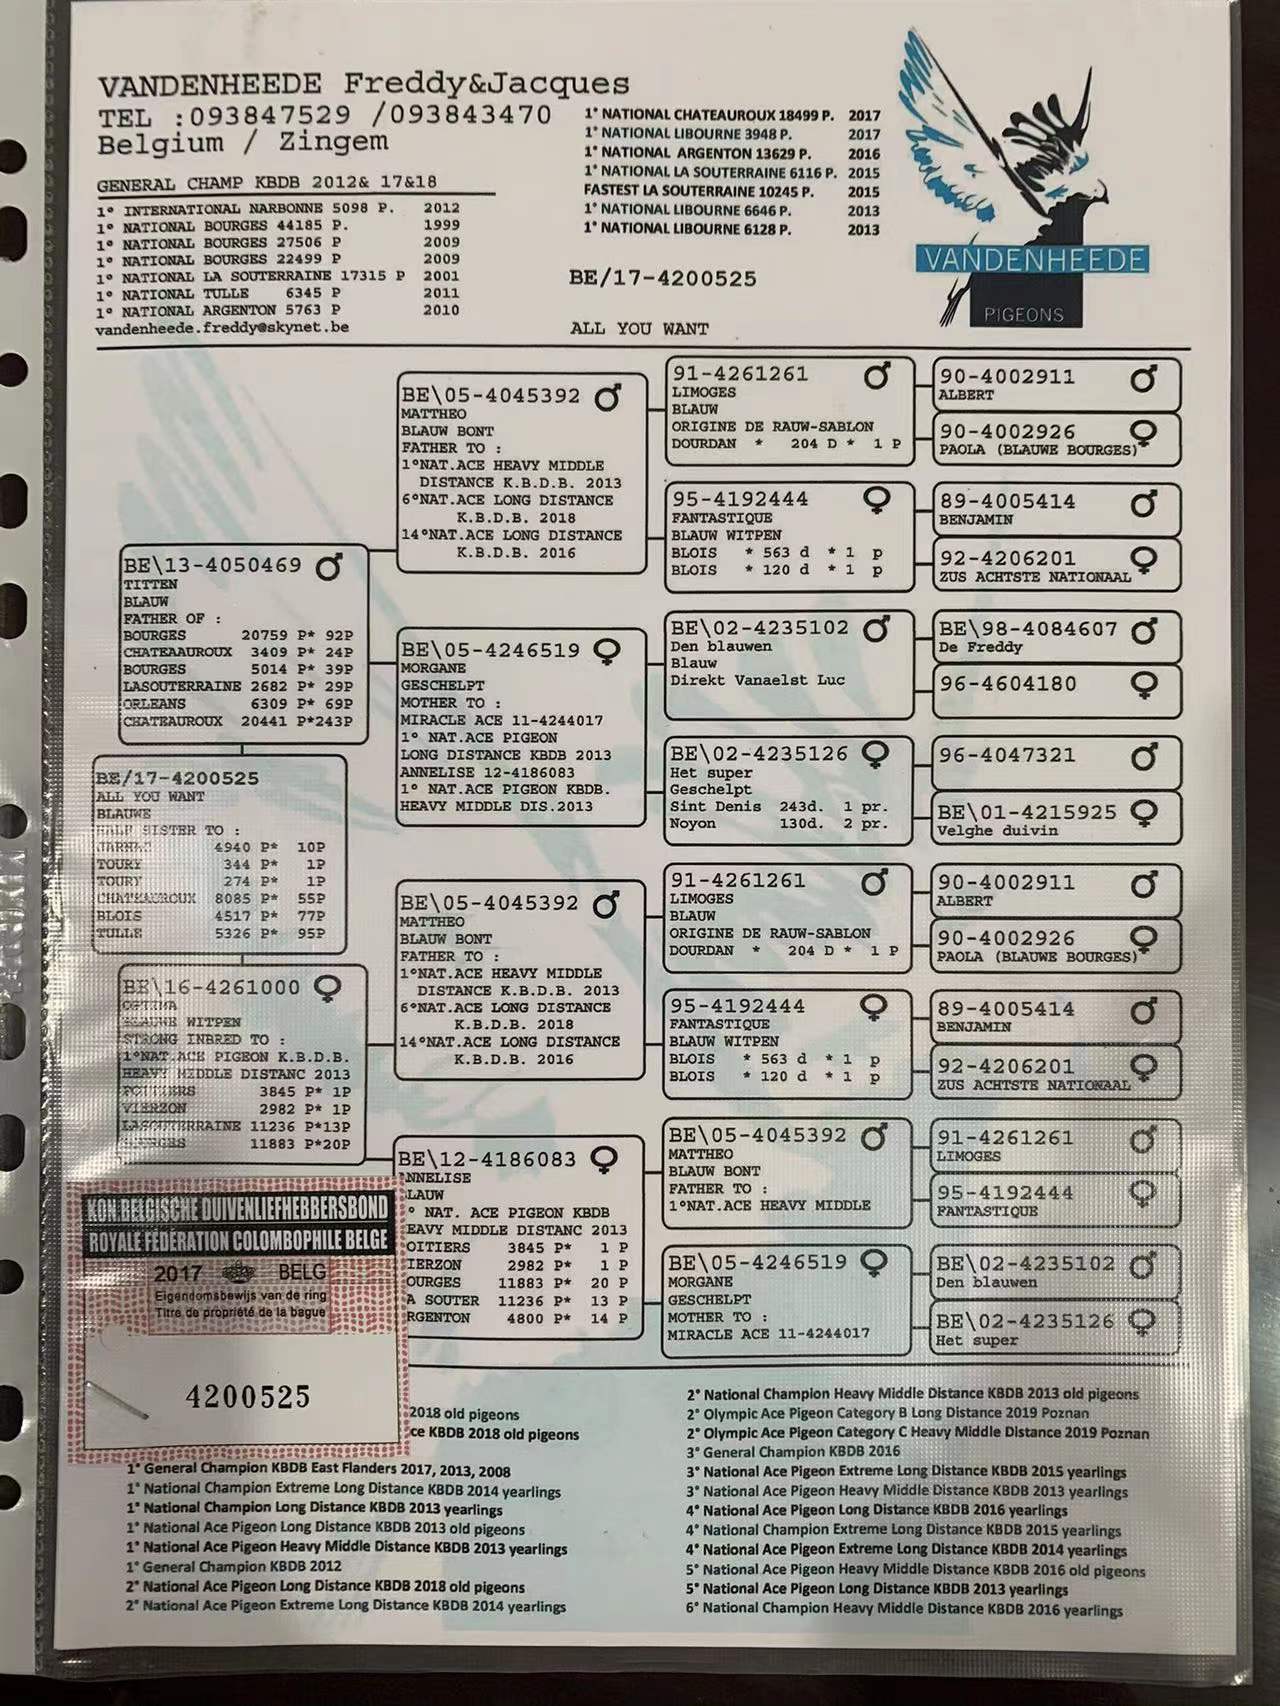 VANDENHEEDE Freddy&Jacques
TEL :093847529 /093843470
Belgium / Zingem
GENERAL CHAMP KBDB 2012& 17&18
1° INTERNATIONAL NARBONNE 5098 P. 2012
1° NATIONAL BOURGES 44185 P. 1999
1° NATIONAL BOURGES 27506 P 2009
1° NATIONAL BOURGES 22499 P 2009
1° NATIONAL LA SOUTERRAINE 17315 P 2001
1° NATIONAL TULLE 6345 P 2011
1° NATIONAL ARGENTON 5763 P 2010
vandenheede.freddy@skynet.be
1° NATIONAL CHATEAUROUX 18499 P. 2017
1° NATIONAL LIBOURNE 3948 P. 2017
1° NATIONAL ARGENTON 13629 P. 2016
1° NATIONAL LA SOUTERRAINE 6116 P. 2015
FASTEST LA SOUTERRAINE 10245 P. 2015
1° NATIONAL LIBOURNE 6646 P. 2013
1° NATIONAL LIBOURNE 6128 P. 2013
BE/17-4200525
ALL YOU WANT
VANDENHEEDE
PIGEONS
BE\13-4050469 ♂
TITTEN
BLAUW
FATHER OF :
BOURGES 20759 P* 92P
CHATEAAUROUX 3409 P* 24P
BOURGES 5014 P* 39P
LASOUTERRAINE 2682 P* 29P
ORLEANS 6309 P* 69P
CHATEAUROUX 20441 P*243P
BE/17-4200525
ALL YOU WANT
BLAUWE
HALF SISTER TO :
JARNAC 4940 P* 10P
TOURY 344 P* 1P
TOURY 274 P* 1P
CHATEAUROUX 8085 P* 55P
BLOIS 4517 P* 77P
TULLE 5326 P* 95P
BE\16-4261000 ♀
OPTIMA
BLAUWE WITPEN
STRONG INBRED TO :
1°NAT.ACE PIGEON K.B.D.B.
HEAVY MIDDLE DISTANC 2013
POITIERS 3845 P* 1P
VIERZON 2982 P* 1P
LASOUTERRAINE 11236 P*13P
BOURGES 11883 P*20P
BE\05-4045392 ♂
MATTHEO
BLAUW BONT
FATHER TO :
1°NAT.ACE HEAVY MIDDLE
DISTANCE K.B.D.B. 2013
6°NAT.ACE LONG DISTANCE
K.B.D.B. 2018
14°NAT.ACE LONG DISTANCE
K.B.D.B. 2016
BE\05-4246519 ♀
MORGANE
GESCHELPT
MOTHER TO :
MIRACLE ACE 11-4244017
1° NAT.ACE PIGEON
LONG DISTANCE KBDB 2013
ANNELISE 12-4186083
1° NAT.ACE PIGEON KBDB.
HEAVY MIDDLE DIS.2013
BE\05-4045392 ♂
MATTHEO
BLAUW BONT
FATHER TO :
1°NAT.ACE HEAVY MIDDLE
DISTANCE K.B.D.B. 2013
6°NAT.ACE LONG DISTANCE
K.B.D.B. 2018
14°NAT.ACE LONG DISTANCE
K.B.D.B. 2016
BE\12-4186083 ♀
NNELISE
LAUW
° NAT. ACE PIGEON KBDB
EAVY MIDDLE DISTANC 2013
OITIERS 3845 P* 1 P
IERZON 2982 P* 1 P
OURGES 11883 P* 20 P
A SOUTER 11236 P* 13 P
RGENTON 4800 P* 14 P
91-4261261 ♂
LIMOGES
BLAUW
ORIGINE DE RAUW-SABLON
DOURDAN * 204 D * 1 P
95-4192444 ♀
FANTASTIQUE
BLAUW WITPEN
BLOIS * 563 d * 1 p
BLOIS * 120 d * 1 p
BE\02-4235102 ♂
Den blauwen
Blauw
Direkt Vanaelst Luc
BE\02-4235126 ♀
Het super
Geschelpt
Sint Denis 243d. 1 pr.
Noyon 130d. 2 pr.
91-4261261 ♂
LIMOGES
BLAUW
ORIGINE DE RAUW-SABLON
DOURDAN * 204 D * 1 P
95-4192444 ♀
FANTASTIQUE
BLAUW WITPEN
BLOIS * 563 d * 1 p
BLOIS * 120 d * 1 p
BE\05-4045392 ♂
MATTHEO
BLAUW BONT
FATHER TO :
1°NAT.ACE HEAVY MIDDLE
BE\05-4246519 ♀
MORGANE
GESCHELPT
MOTHER TO :
MIRACLE ACE 11-4244017
90-4002911 ♂
ALBERT
90-4002926 ♀
PAOLA (BLAUWE BOURGES)
89-4005414 ♂
BENJAMIN
92-4206201 ♀
ZUS ACHTSTE NATIONAAL
BE\98-4084607 ♂
De Freddy
96-4604180 ♀
96-4047321 ♂
BE\01-4215925 ♀
Velghe duivin
90-4002911 ♂
ALBERT
90-4002926 ♀
PAOLA (BLAUWE BOURGES)
89-4005414 ♂
BENJAMIN
92-4206201 ♀
ZUS ACHTSTE NATIONAAL
91-4261261 ♂
LIMOGES
95-4192444 ♀
FANTASTIQUE
BE\02-4235102 ♂
Den blauwen
BE\02-4235126 ♀
Het super
KON.BELGISCHE DUIVENLIEFHEBBERSBOND
ROYALE FEDERATION COLOMBOPHILE BELGE
2017 BELG
Eigendomsbewijs van de ring
Titre de propriété de la bague
4200525
2018 old pigeons
ce KBDB 2018 old pigeons
1° General Champion KBDB East Flanders 2017, 2013, 2008
1° National Champion Extreme Long Distance KBDB 2014 yearlings
1° National Champion Long Distance KBDB 2013 yearlings
1° National Ace Pigeon Long Distance KBDB 2013 old pigeons
1° National Ace Pigeon Heavy Middle Distance KBDB 2013 yearlings
1° General Champion KBDB 2012
2° National Ace Pigeon Long Distance KBDB 2018 old pigeons
2° National Ace Pigeon Extreme Long Distance KBDB 2014 yearlings
2° National Champion Heavy Middle Distance KBDB 2013 old pigeons
2° Olympic Ace Pigeon Category B Long Distance 2019 Poznan
2° Olympic Ace Pigeon Category C Heavy Middle Distance 2019 Poznan
3° General Champion KBDB 2016
3° National Ace Pigeon Extreme Long Distance KBDB 2015 yearlings
3° National Ace Pigeon Heavy Middle Distance KBDB 2013 yearlings
4° National Ace Pigeon Long Distance KBDB 2016 yearlings
4° National Champion Extreme Long Distance KBDB 2015 yearlings
4° National Ace Pigeon Extreme Long Distance KBDB 2014 yearlings
5° National Ace Pigeon Heavy Middle Distance KBDB 2016 old pigeons
5° National Ace Pigeon Long Distance KBDB 2013 yearlings
6° National Champion Heavy Middle Distance KBDB 2016 yearlings